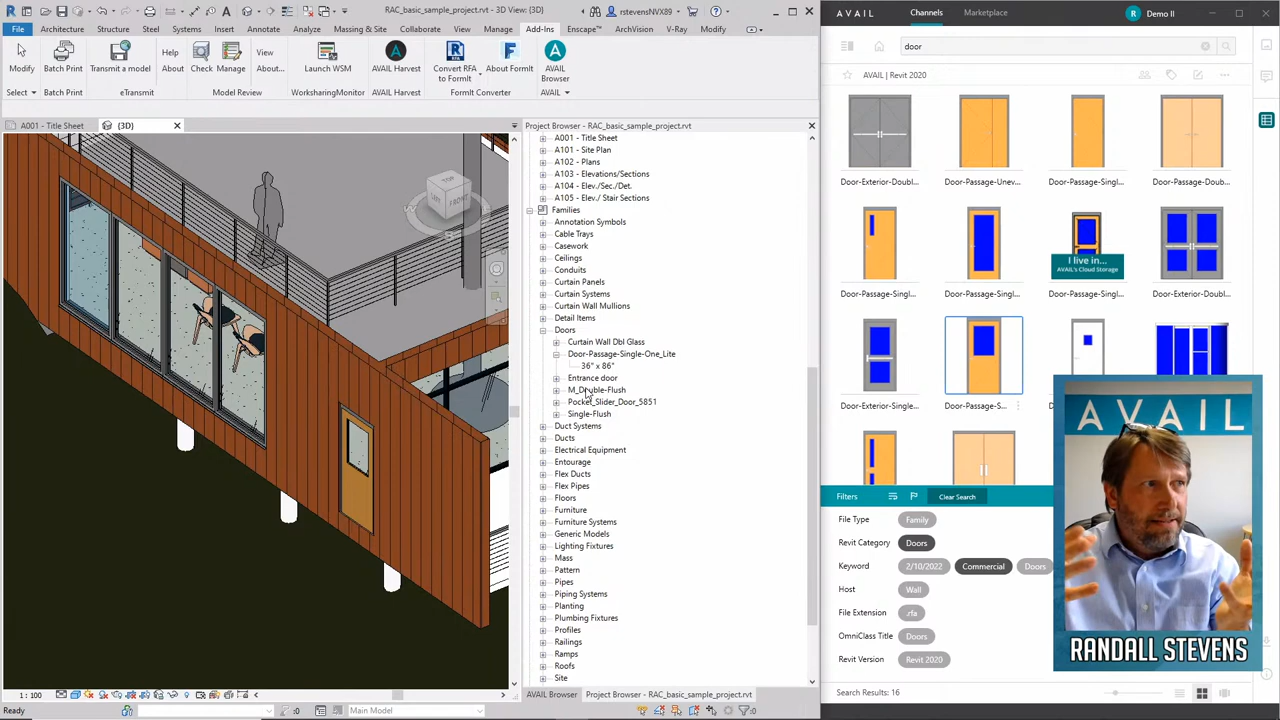 RAC_basic_sample_project.rvt - 3D View: {3D}
rstevensNVX89
File Architecture Structure Steel Systems Insert Annotate Analyze Massing & Site Collaborate View Manage Add-Ins Escape™ ArchVision V-Ray Modify
Modify
Batch Print
Transmit a model
Help
About
Check
Manage
View
About...
Launch WSM
AVAIL Harvest
Convert RFA
to FormIt
About FormIt
AVAIL
Browser
Select
Batch Print
eTransmit
Model Review
WorksharingMonitor
AVAIL Harvest
FormIt Converter
AVAIL
A001 - Title Sheet
{3D}
TOP
LEFT
FRONT
Project Browser - RAC_basic_sample_project.rvt
A001 - Title Sheet
A101 - Site Plan
A102 - Plans
A103 - Elevations/Sections
A104 - Elev./Sec./Det.
A105 - Elev./ Stair Sections
Families
Annotation Symbols
Cable Trays
Casework
Ceilings
Conduits
Curtain Panels
Curtain Systems
Curtain Wall Mullions
Detail Items
Doors
Curtain Wall Dbl Glass
Door-Passage-Single-One_Lite
36" x 86"
Entrance door
M_Double-Flush
Pocket_Slider_Door_5851
Single-Flush
Duct Systems
Ducts
Electrical Equipment
Entourage
Flex Ducts
Flex Pipes
Floors
Furniture
Furniture Systems
Generic Models
Lighting Fixtures
Mass
Pattern
Pipes
Piping Systems
Planting
Plumbing Fixtures
Profiles
Railings
Ramps
Roofs
Site
AVAIL Browser
Project Browser - RAC_basic_sample_project.rvt
1 : 100
Ready
:0
Main Model
:0
AVAIL
Channels
Marketplace
R
Demo II
door
AVAIL | Revit 2020
Door-Exterior-Doubl...
Door-Passage-Unev...
Door-Passage-Singl...
Door-Passage-Doub...
I live in...
AVAIL's Cloud Storage
Door-Passage-Singl...
Door-Passage-Singl...
Door-Passage-Singl...
Door-Exterior-Doubl...
Door-Exterior-Single...
Door-Passage-S...
Filters
Clear Search
File Type Family
Revit Category Doors
Keyword 2/10/2022 Commercial Doors
Host Wall
File Extension .rfa
OmniClass Title Doors
Revit Version Revit 2020
Search Results: 16
AVAIL
RANDALL STEVENS